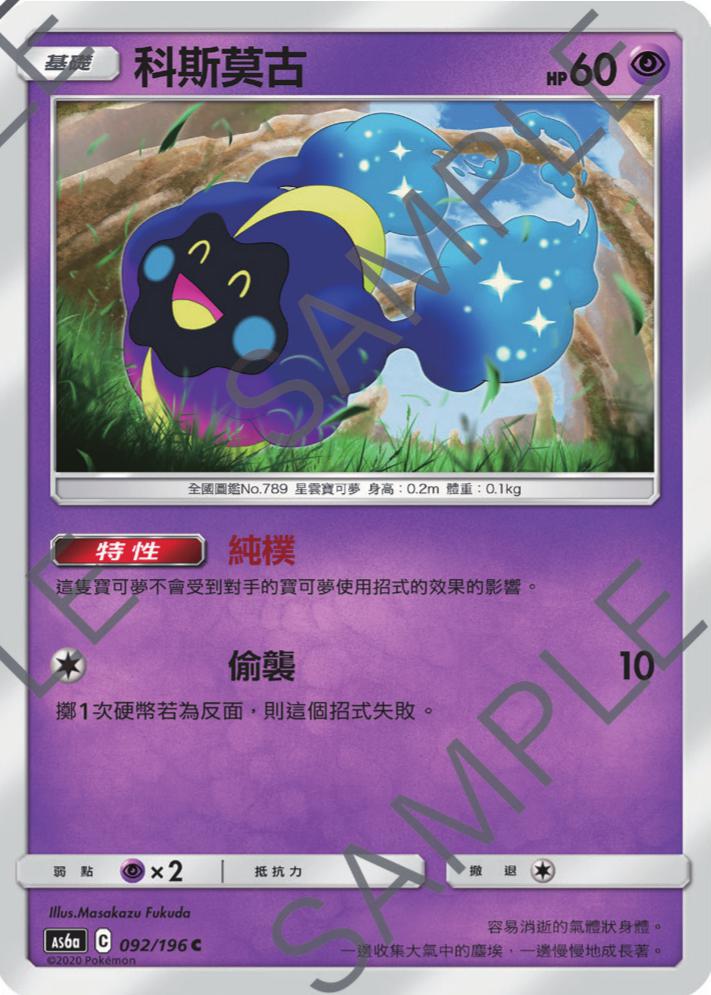 基礎 科斯莫古 HP60
全國圖鑑No.789 星雲寶可夢 身高：0.2m 體重：0.1kg
特性 純樸
這隻寶可夢不會受到對手的寶可夢使用招式的效果的影響。
偷襲 10
擲1次硬幣若為反面，則這個招式失敗。
弱點 ×2 抵抗力 撤退
Illus.Masakazu Fukuda
AS6a C 092/196 C
©2020 Pokémon
容易消逝的氣體狀身體。
一邊收集大氣中的塵埃，一邊慢慢地成長著。
SAMPLE
SAMPLE